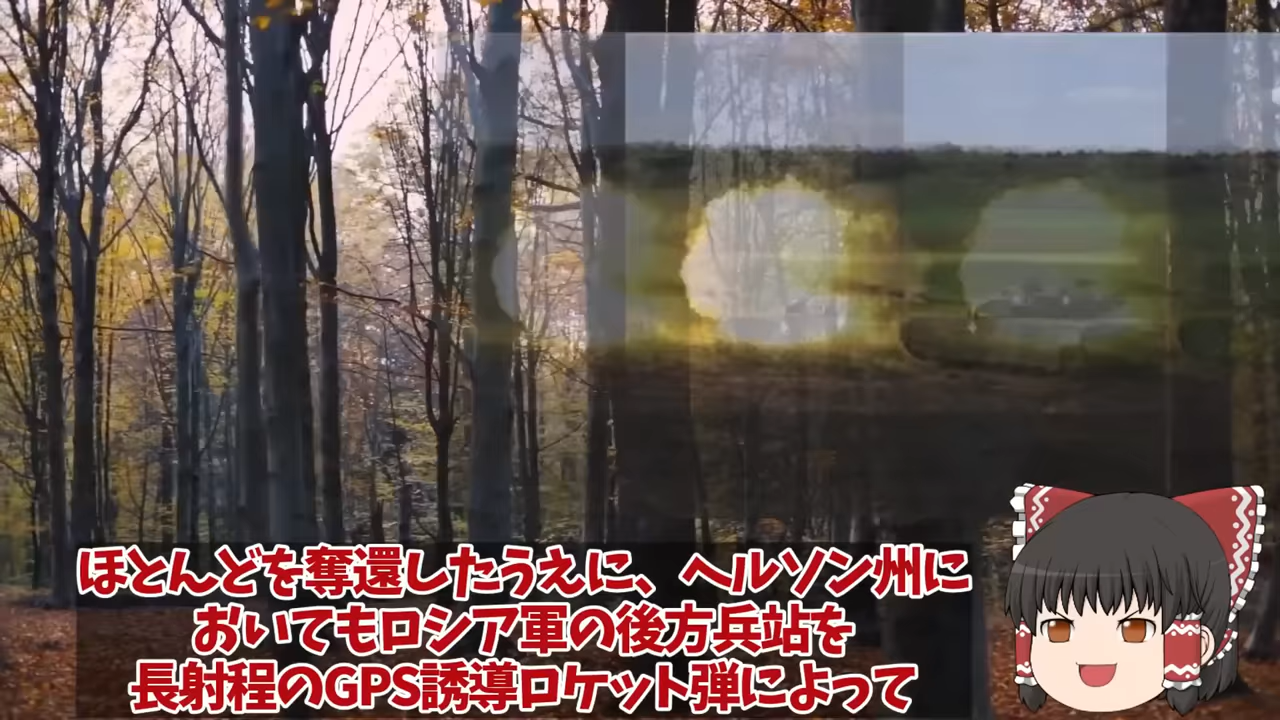 ほとんどを奪還したうえに、ヘルソン州に
おいてもロシア軍の後方兵站を
長射程のGPS誘導ロケット弾によって